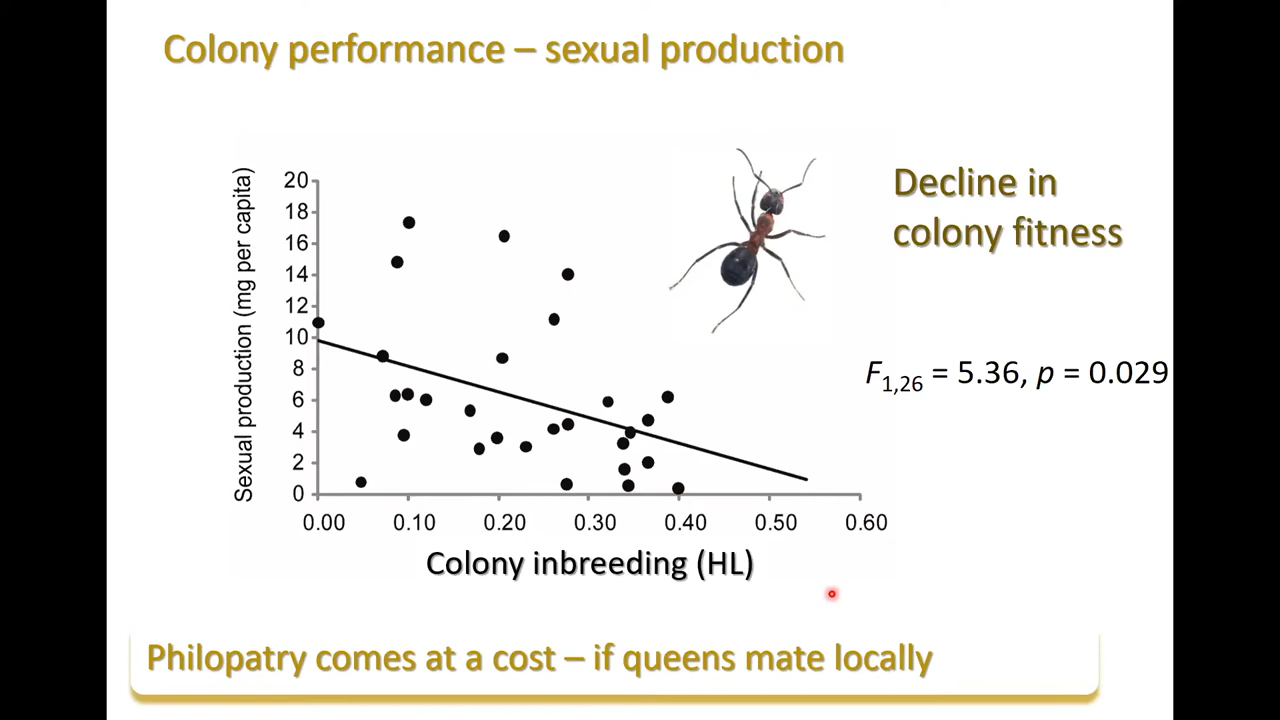 Colony performance – sexual production
Decline in
colony fitness
Sexual production (mg per capita)
20
18
16
14
12
10
8
6
4
2
0
0.00 0.10 0.20 0.30 0.40 0.50 0.60
Colony inbreeding (HL)
F1,26 = 5.36, p = 0.029
Philopatry comes at a cost – if queens mate locally